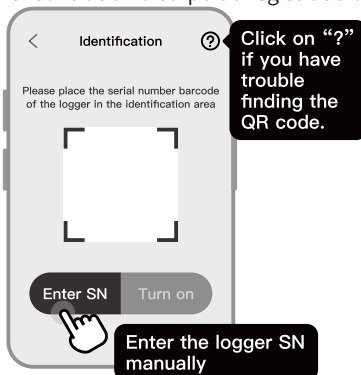 Identification
?
Click on “?”
if you have
trouble
finding the
QR code.
Please place the serial number barcode
of the logger in the identification area
Enter SN
Turn on
Enter the logger SN
manually